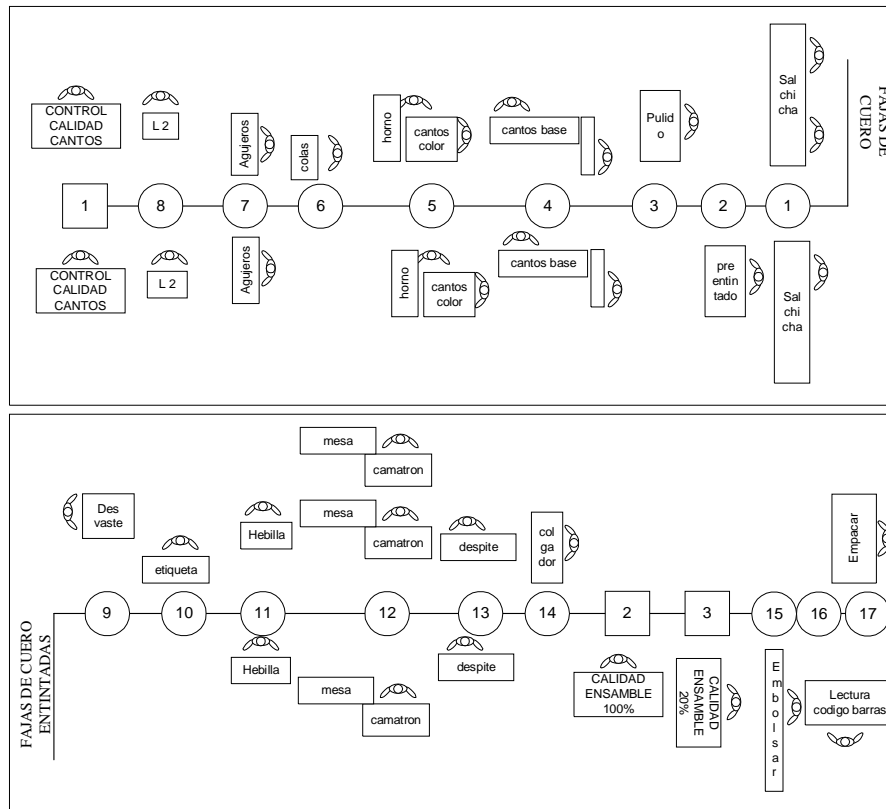 Sal
chi
cha
FAJAS DE
CUERO
CONTROL
CALIDAD
CANTOS
L 2
Agujeros
colas
horno
cantos
color
cantos base
Pulid
o
1
8
7
6
5
4
3
2
1
CONTROL
CALIDAD
CANTOS
L 2
Agujeros
horno
cantos
color
cantos base
pre
entin
tado
Sal
chi
cha
mesa
camatron
Des
vaste
etiqueta
Hebilla
mesa
camatron
despite
col
ga
dor
Empacar
FAJAS DE CUERO
ENTINTADAS
9
10
11
12
13
14
2
3
15
16
17
Hebilla
mesa
camatron
despite
CALIDAD
ENSAMBLE
100%
CALIDAD
ENSAMBLE
20%
E
m
b
o
l
s
a
r
Lectura
codigo barras